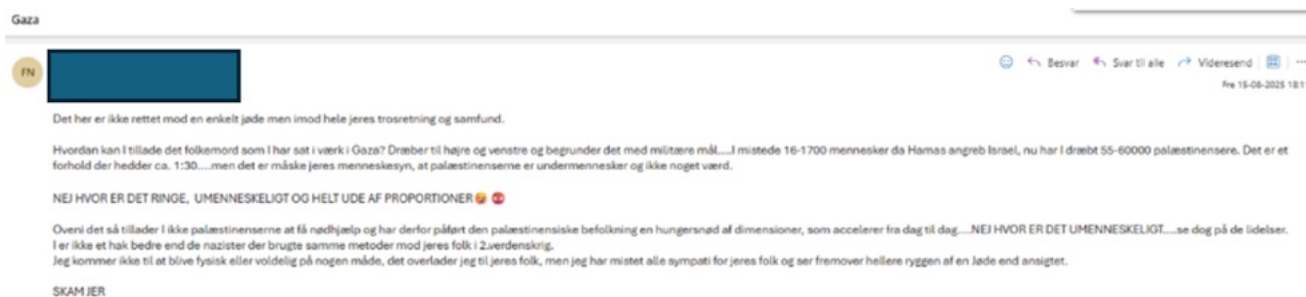 Gaza
FN
Besvar
Svar til alle
Videresend
fre 15-08-2025 18:1
Det her er ikke rettet mod en enkelt jøde men imod hele jeres trosretning og samfund.
Hvordan kan I tillade det folkemord som I har sat i værk i Gaza? Dræber til højre og venstre og begrunder det med militære mål....I mistede 16-1700 mennesker da Hamas angreb Israel, nu har I dræbt 55-60000 palæstinensere. Det er et
forhold der hedder ca. 1:30....men det er måske jeres menneskesyn, at palæstinenserne er undermennesker og ikke noget værd.
NEJ HVOR ER DET RINGE, UMENNESKELIGT OG HELT UDE AF PROPORTIONER
Oveni det så tillader I ikke palæstinenserne at få nødhjælp og har derfor påført den palæstinensiske befolkning en hungersnød af dimensioner, som accelerer fra dag til dag....NEJ HVOR ER DET UMENNESKELIGT....se dog på de lidelser.
I er ikke et hak bedre end de nazister der brugte samme metoder mod jeres folk i 2.verdenskrig.
Jeg kommer ikke til at blive fysisk eller voldelig på nogen måde, det overlader jeg til jeres folk, men jeg har mistet alle sympati for jeres folk og ser fremover hellere ryggen af en Jøde end ansigtet.
SKAM JER